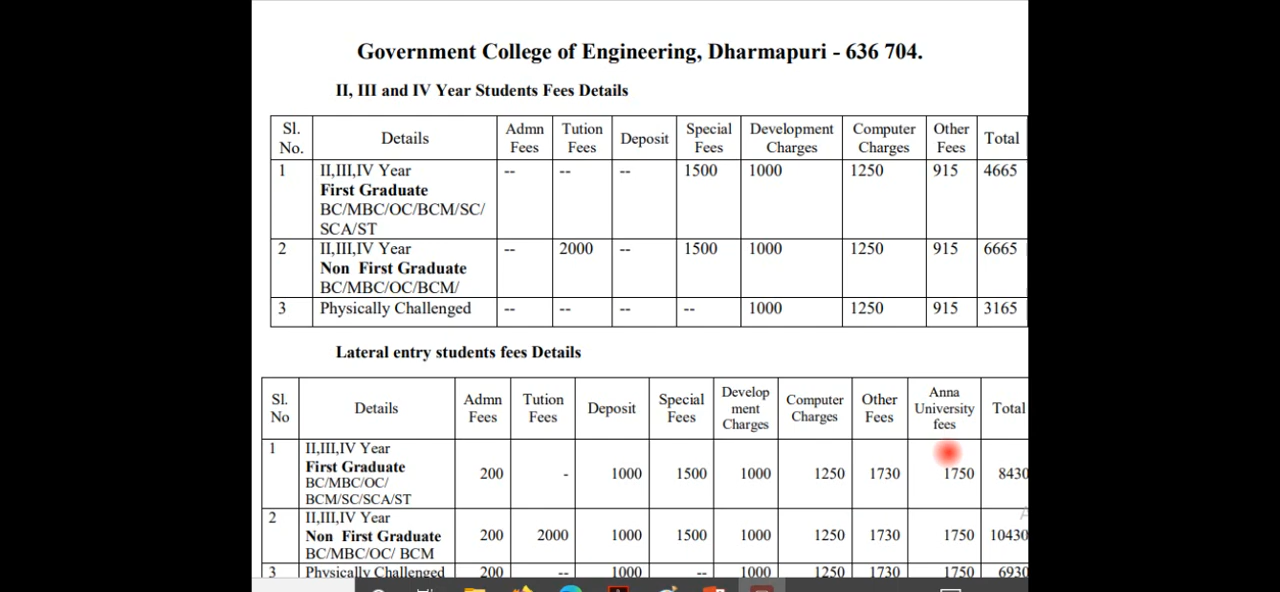 Government College of Engineering, Dharmapuri - 636 704.
II, III and IV Year Students Fees Details
Sl. No. Details Admn Fees Tution Fees Deposit Special Fees Development Charges Computer Charges Other Fees Total
1 II,III,IV Year -- -- -- 1500 1000 1250 915 4665
First Graduate
BC/MBC/OC/BCM/SC/
SCA/ST
2 II,III,IV Year -- 2000 -- 1500 1000 1250 915 6665
Non First Graduate
BC/MBC/OC/BCM/
3 Physically Challenged -- -- -- -- 1000 1250 915 3165
Lateral entry students fees Details
Sl. No Details Admn Fees Tution Fees Deposit Special Fees Develop ment Charges Computer Charges Other Fees Anna University fees Total
1 II,III,IV Year
First Graduate
BC/MBC/OC/ 200 - 1000 1500 1000 1250 1730 1750 8430
BCM/SC/SCA/ST
2 II,III,IV Year
Non First Graduate 200 2000 1000 1500 1000 1250 1730 1750 10430
BC/MBC/OC/ BCM
3 Physically Challenged 200 -- 1000 -- 1000 1250 1730 1750 6930